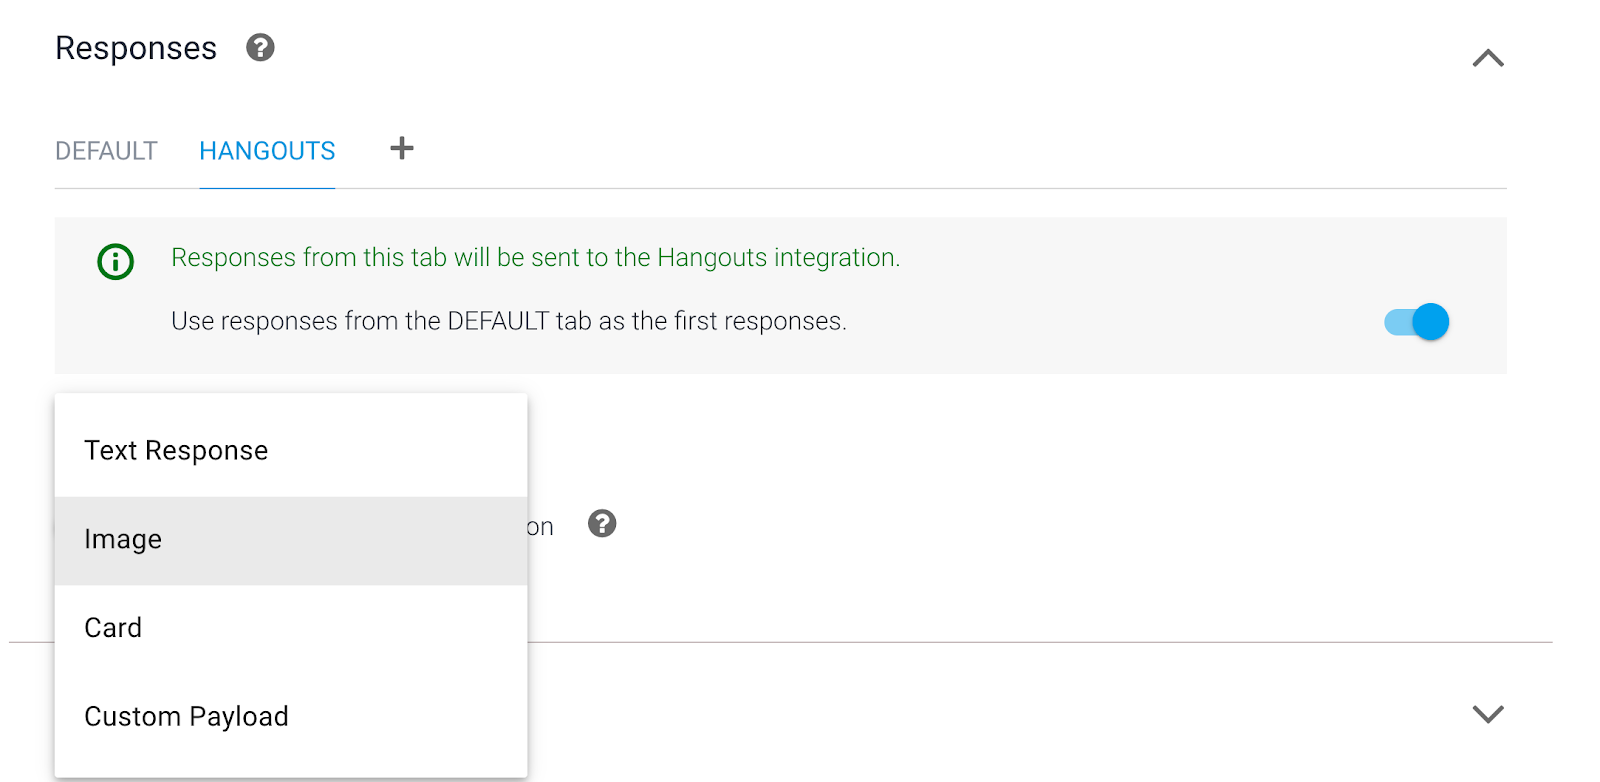 Responses
DEFAULT HANGOUTS
Responses from this tab will be sent to the Hangouts integration.
Use responses from the DEFAULT tab as the first responses.
Text Response
on
Image
Card
Custom Payload